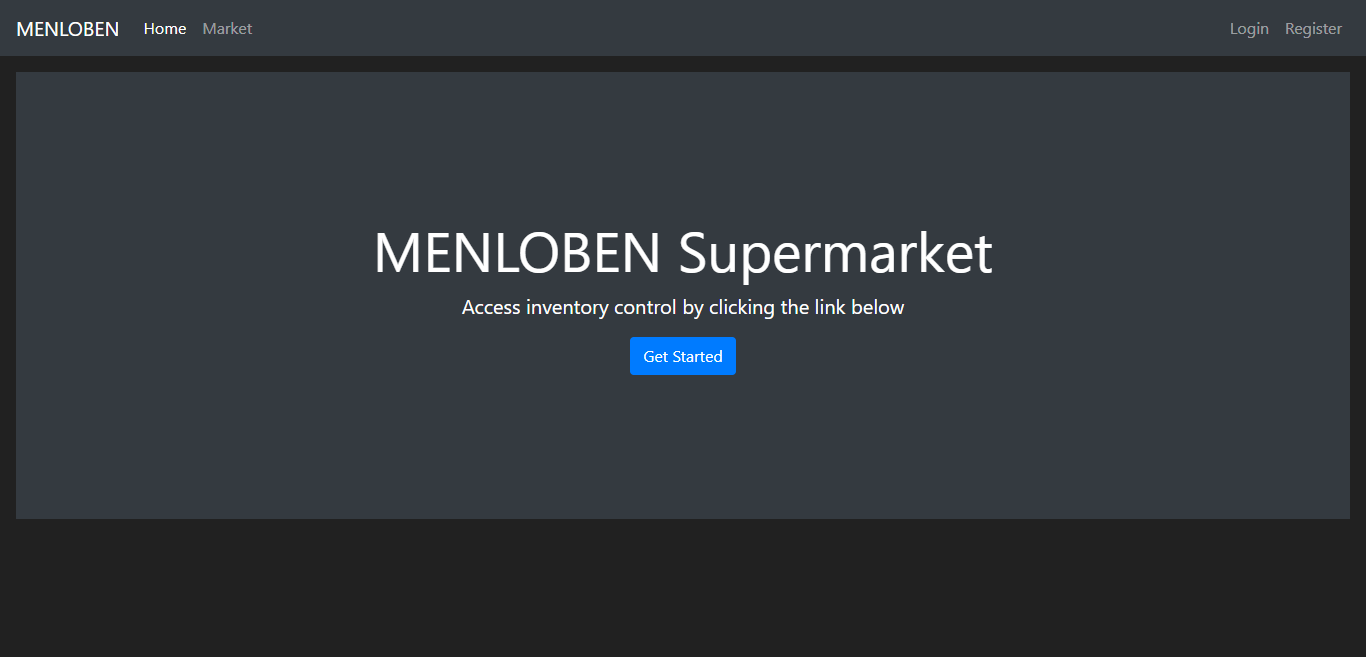 MENLOBEN Home Market Login Register
MENLOBEN Supermarket
Access inventory control by clicking the link below
Get Started